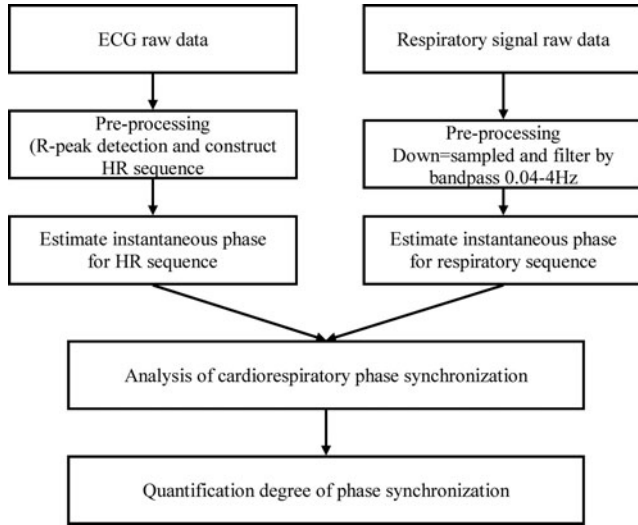 ECG raw data
Respiratory signal raw data
Pre-processing
(R-peak detection and construct
HR sequence
Pre-processing
Down=sampled and filter by
bandpass 0.04-4Hz
Estimate instantaneous phase
for HR sequence
Estimate instantaneous phase
for respiratory sequence
Analysis of cardiorespiratory phase synchronization
Quantification degree of phase synchronization